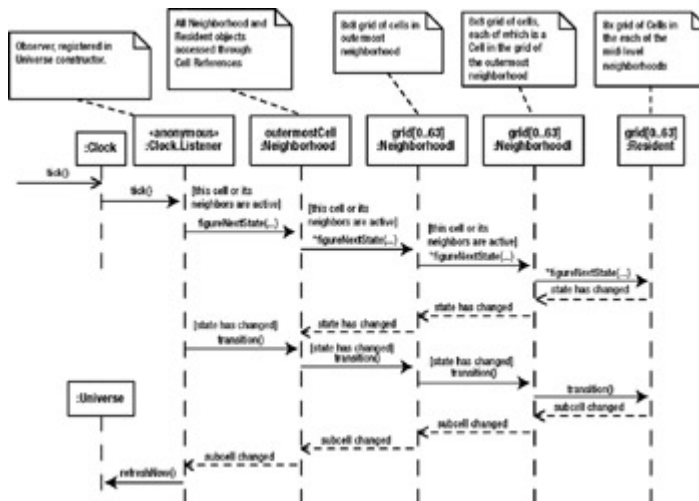 Observer, registered in
Universe constructor.
All Neighborhood and
Resident objects
accessed through
Cell References
8x8 grid of cells in
outermost
neighborhood
8x8 grid of cells,
each of which is a
Cell in the grid of
the outermost
neighborhood
8x grid of Cells in
the each of the
mid level
neighborhoods
:Clock
«anonymous»
:Clock.Listener
outermostCell
:Neighborhood
grid[0..63]
:Neighborhood
grid[0..63]
:Neighborhood
grid[0..63]
:Resident
tick()
tick()
[this cell or its
neighbors are active]
figureNextState(...)
[this cell or its
neighbors are active]
*figureNextState(...)
[this cell or its
neighbors are active]
*figureNextState(...)
*figureNextState(...)
state has changed
state has changed
state has changed
[state has changed]
transition()
[state has changed]
transition()
[state has changed]
transition()
transition()
:Universe
subcell changed
subcell changed
subcell changed
subcell changed
refreshNow()